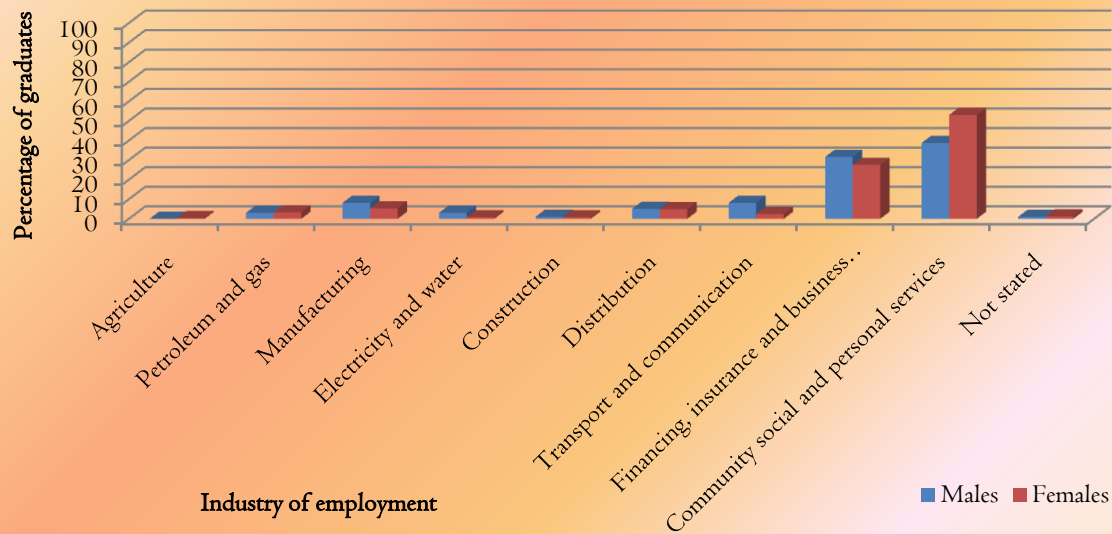 Percentage of graduates
100
90
80
70
60
50
40
30
20
10
0
Agriculture
Petroleum and gas
Manufacturing
Electricity and water
Construction
Distribution
Transport and communication
Financing, insurance and business…
Community social and personal services
Not stated
Industry of employment
Males
Females